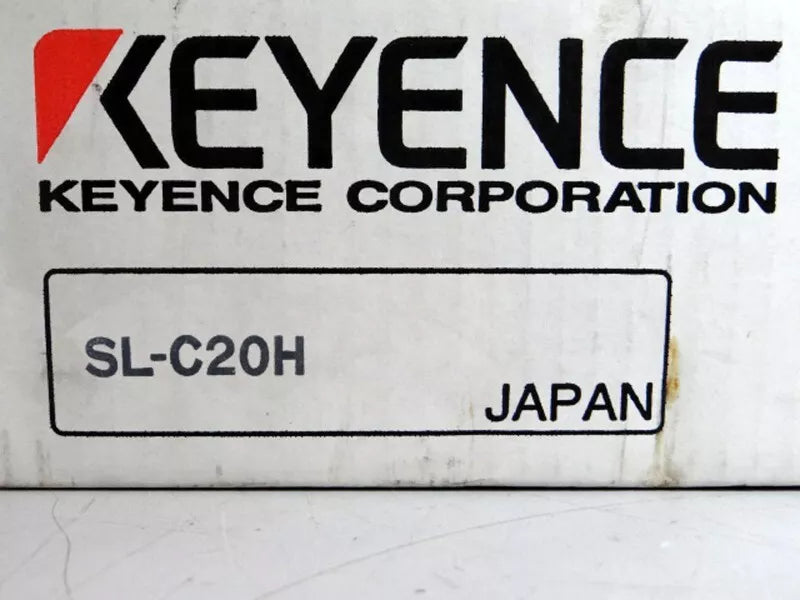 KEYENCE
KEYENCE CORPORATION
SL-C20H
JAPAN